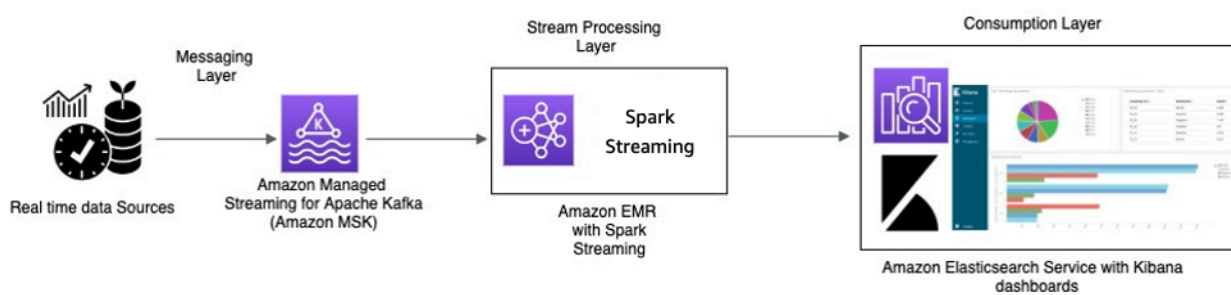 Consumption Layer
Stream Processing
Layer
Messaging
Layer
K
Kibana
Spark
Streaming
Real time data Sources
Amazon Managed
Streaming for Apache Kafka
(Amazon MSK)
Amazon EMR
with Spark
Streaming
Amazon Elasticsearch Service with Kibana
dashboards